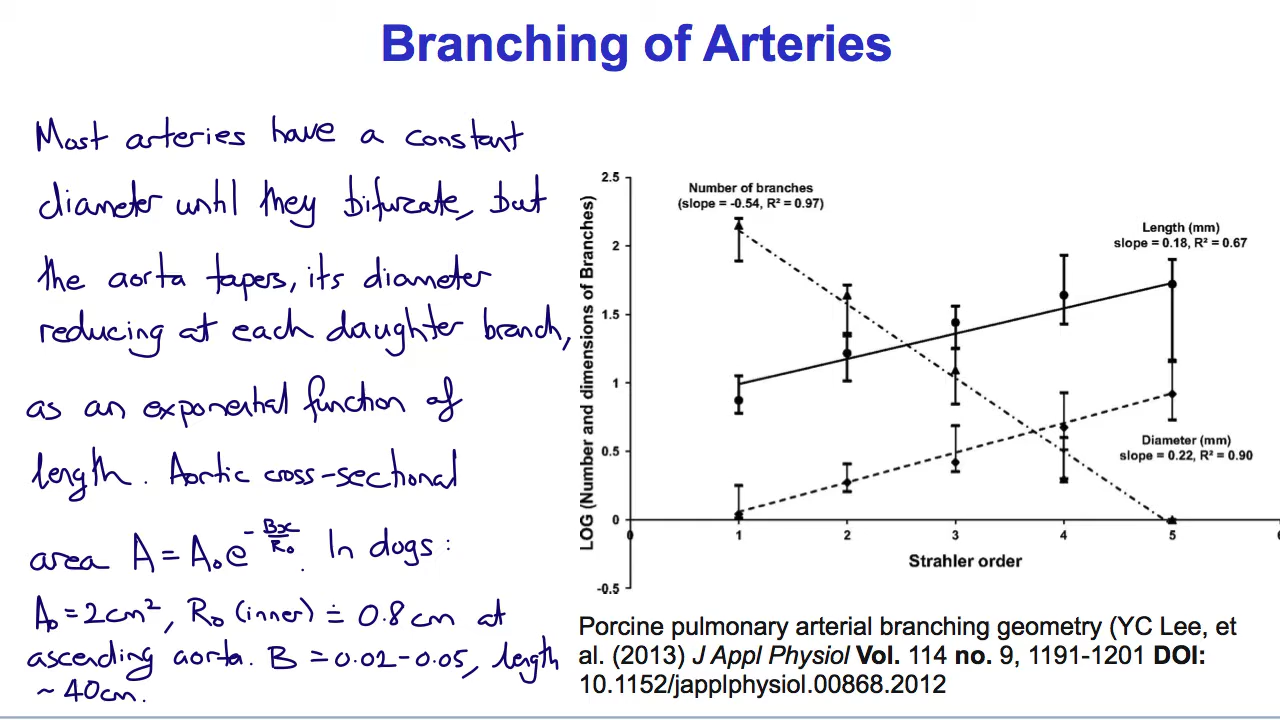 Branching of Arteries
Most arteries have a constant
diameter until they bifurcate, but
the aorta tapers, its diameter
reducing at each daughter branch,
as an exponential function of
length. Aortic cross-sectional
area A = A₀e^(-Bx/R₀). In dogs:
A₀ = 2cm², R₀ (inner) ≐ 0.8 cm at
ascending aorta. B = 0.02-0.05, length
~ 40cm.
LOG (Number and dimensions of Branches)
2.5
2
1.5
1
0.5
0
-0.5
Number of branches
(slope = -0.54, R² = 0.97)
Length (mm)
slope = 0.18, R² = 0.67
Diameter (mm)
slope = 0.22, R² = 0.90
0 1 2 3 4 5
Strahler order
Porcine pulmonary arterial branching geometry (YC Lee, et
al. (2013) J Appl Physiol Vol. 114 no. 9, 1191-1201 DOI:
10.1152/japplphysiol.00868.2012